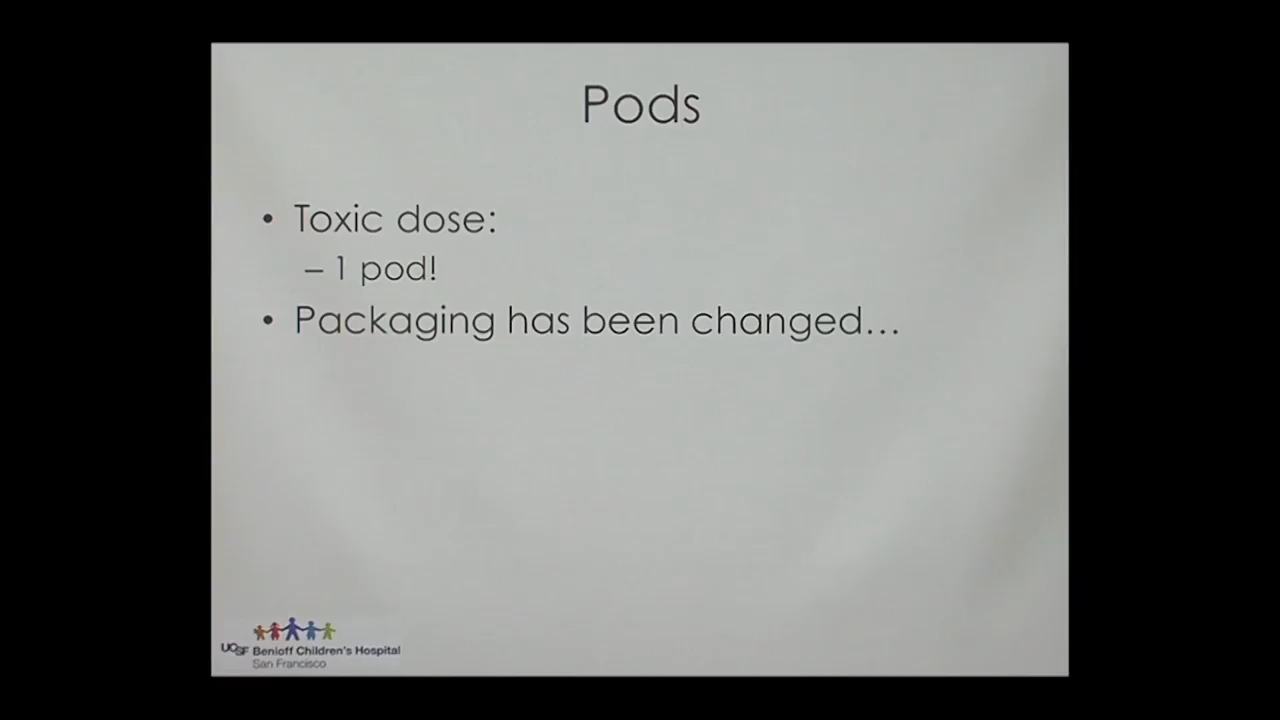 Pods
• Toxic dose:
– 1 pod!
• Packaging has been changed…
UCSF Benioff Children's Hospital
San Francisco